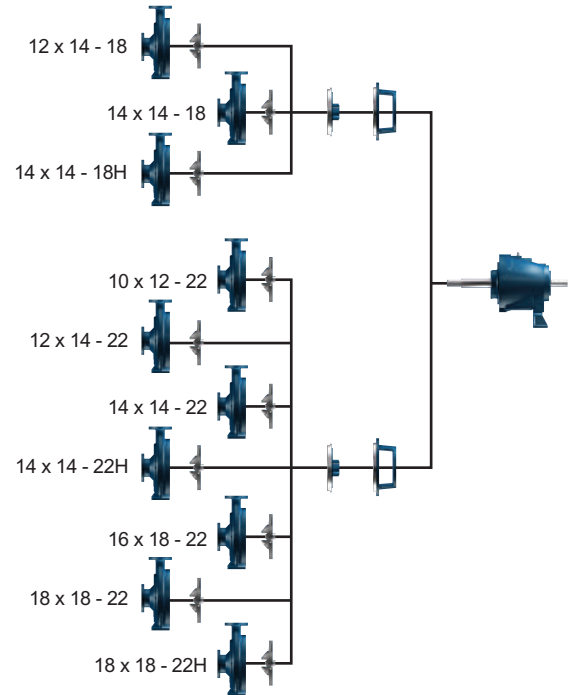 12 x 14 - 18
14 x 14 - 18
14 x 14 - 18H
10 x 12 - 22
12 x 14 - 22
14 x 14 - 22
14 x 14 - 22H
16 x 18 - 22
18 x 18 - 22
18 x 18 - 22H